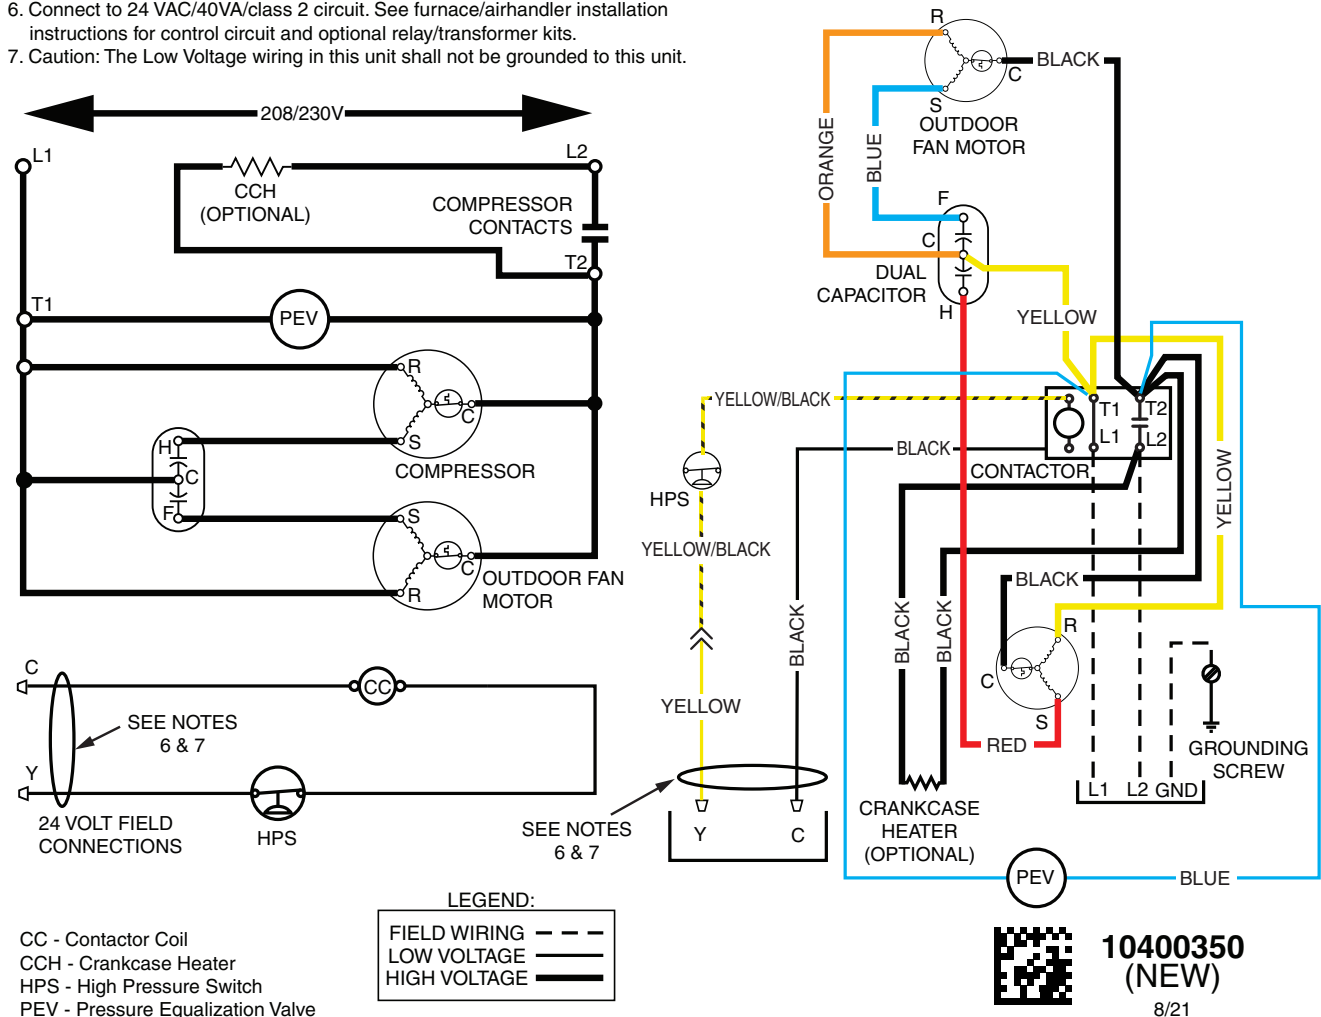 6. Connect to 24 VAC/40VA/class 2 circuit. See furnace/airhandler installation
instructions for control circuit and optional relay/transformer kits.
7. Caution: The Low Voltage wiring in this unit shall not be grounded to this unit.
208/230V
L1
L2
CCH
(OPTIONAL)
COMPRESSOR
CONTACTS
T2
T1
PEV
R
C
S
COMPRESSOR
H
C
F
S
C
R
OUTDOOR FAN
MOTOR
C
CC
SEE NOTES
6 & 7
Y
HPS
24 VOLT FIELD
CONNECTIONS
R
C
BLACK
S
OUTDOOR
FAN MOTOR
ORANGE
BLUE
F
C
DUAL
CAPACITOR
H
YELLOW
YELLOW/BLACK
T1
T2
L1
L2
BLACK
CONTACTOR
HPS
YELLOW
YELLOW/BLACK
BLACK
BLACK
BLACK
BLACK
R
C
S
YELLOW
RED
GROUNDING
SCREW
L1
L2
GND
CRANKCASE
HEATER
(OPTIONAL)
SEE NOTES
6 & 7
Y
C
PEV
BLUE
LEGEND:
FIELD WIRING
LOW VOLTAGE
HIGH VOLTAGE
CC - Contactor Coil
CCH - Crankcase Heater
HPS - High Pressure Switch
PEV - Pressure Equalization Valve
10400350
(NEW)
8/21